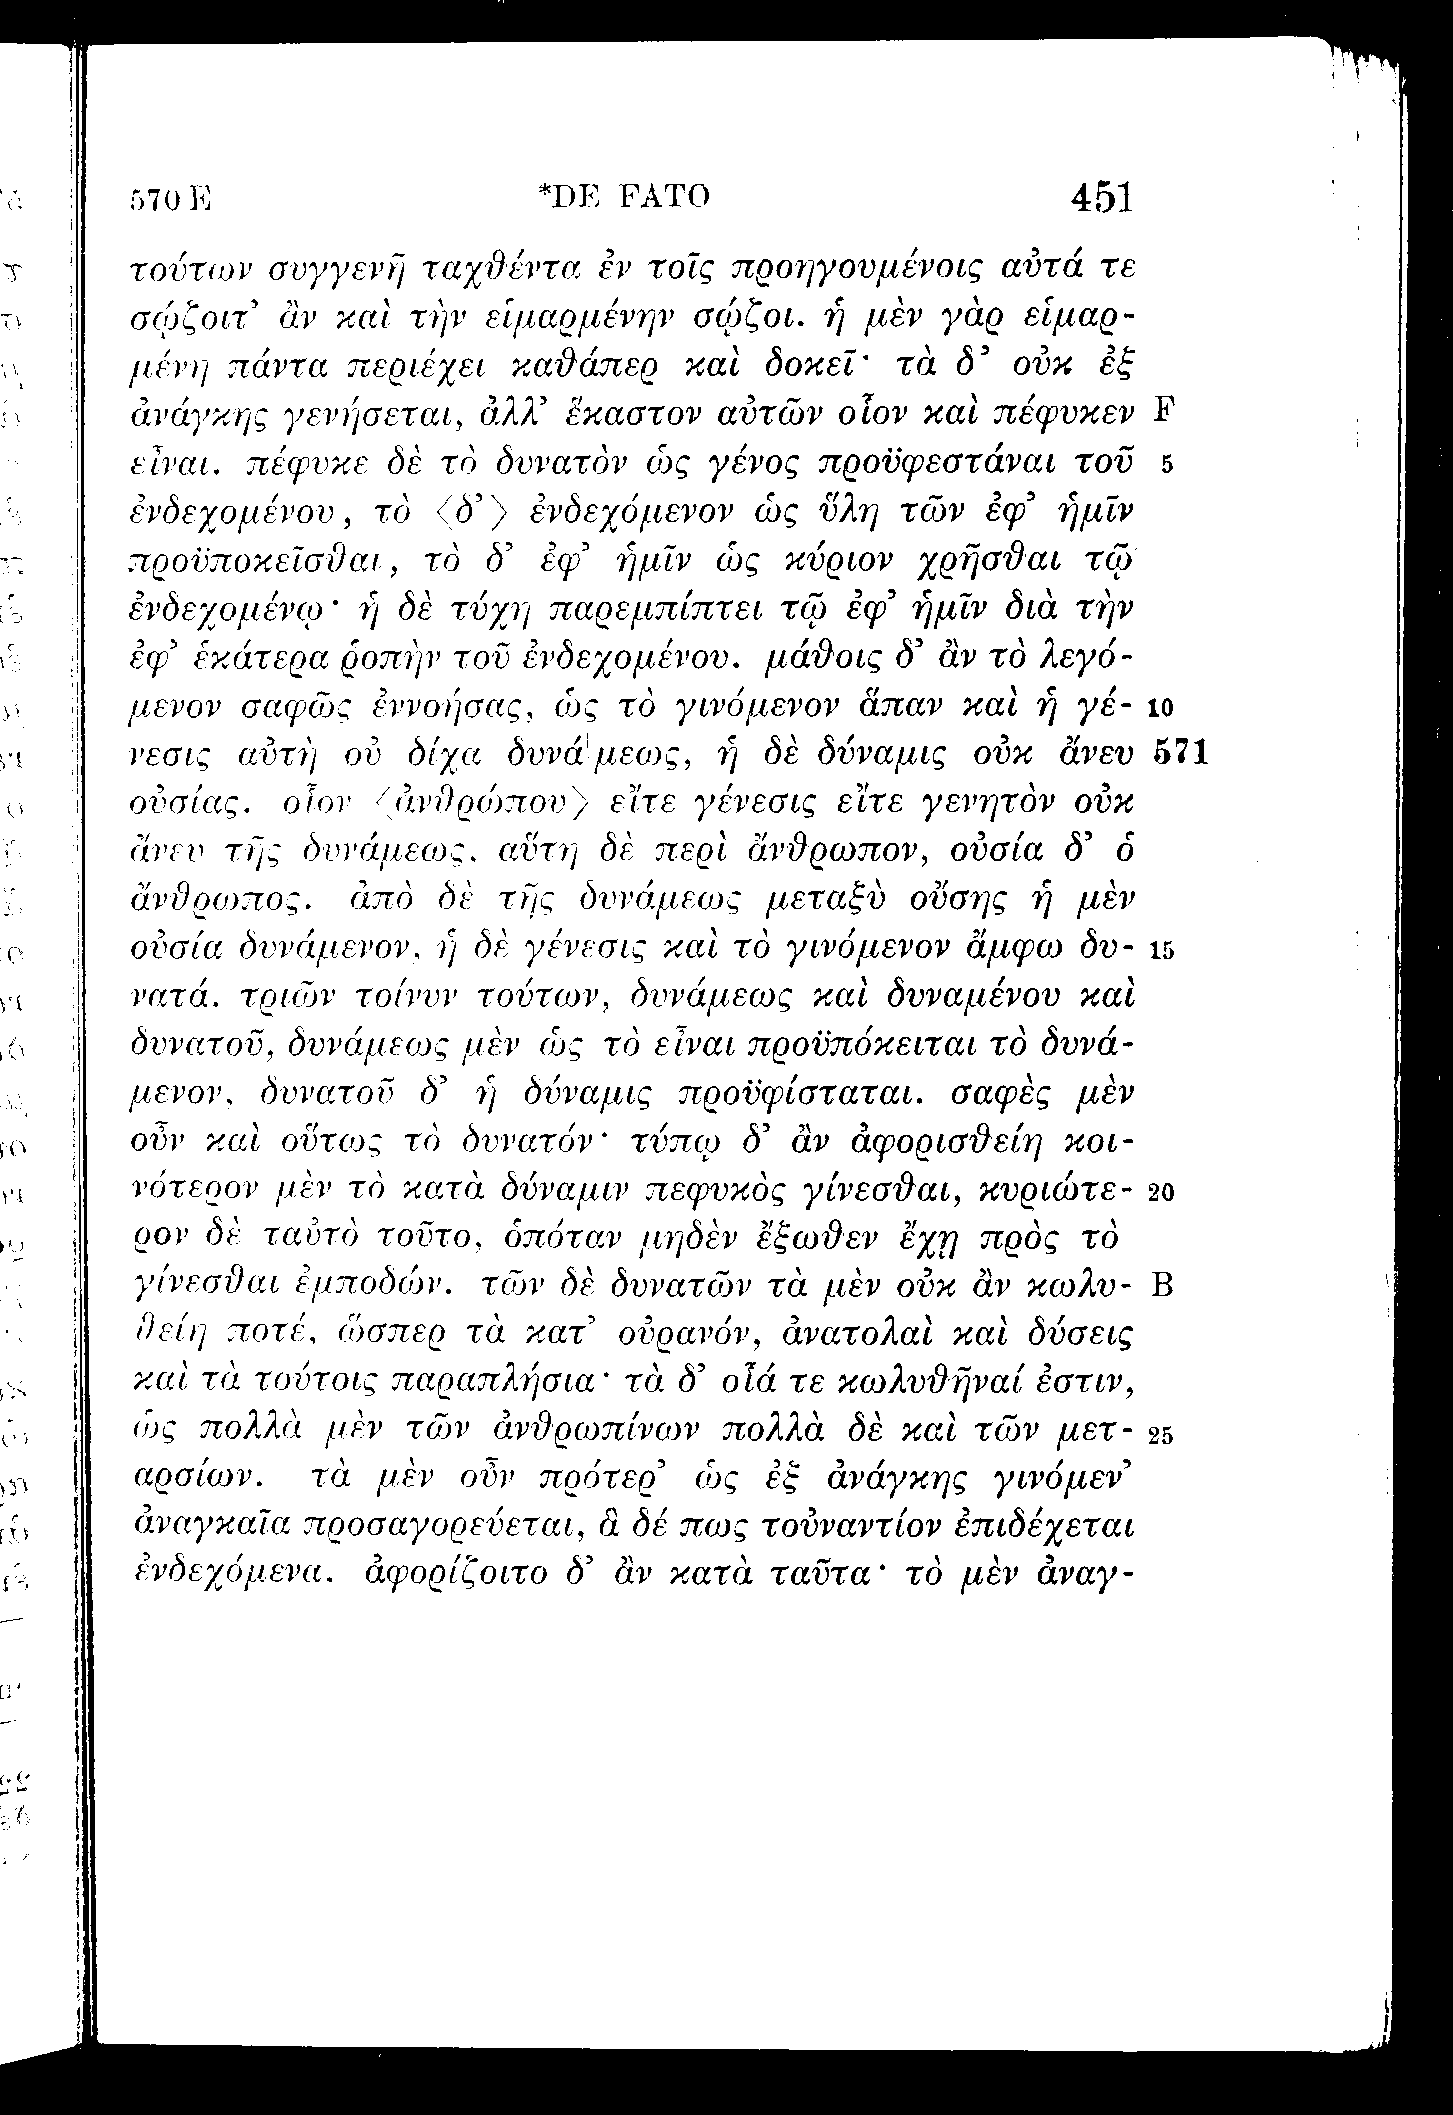 570 E *DE FATO 451
τούτων συγγενῆ ταχθέντα ἐν τοῖς προηγουμένοις αὐτά τε
σῴζοιτ’ ἂν καὶ τὴν εἱμαρμένην σῴζοι. ἡ μὲν γὰρ εἱμαρ-
μένη πάντα περιέχει καθάπερ καὶ δοκεῖ· τὰ δ’ οὐκ ἐξ
ἀνάγκης γενήσεται, ἀλλ’ ἕκαστον αὐτῶν οἷον καὶ πέφυκεν F
εἶναι. πέφυκε δὲ τὸ δυνατὸν ὡς γένος προϋφεστάναι τοῦ 5
ἐνδεχομένου, τὸ <δ’> ἐνδεχόμενον ὡς ὕλη τῶν ἐφ’ ἡμῖν
προϋποκεῖσθαι, τὸ δ’ ἐφ’ ἡμῖν ὡς κύριον χρῆσθαι τῷ
ἐνδεχομένῳ· ἡ δὲ τύχη παρεμπίπτει τῷ ἐφ’ ἡμῖν διὰ τὴν
ἐφ’ ἑκάτερα ῥοπὴν τοῦ ἐνδεχομένου. μάθοις δ’ ἂν τὸ λεγό-
μενον σαφῶς ἐννοήσας, ὡς τὸ γινόμενον ἅπαν καὶ ἡ γέ- 10
νεσις αὐτὴ οὐ δίχα δυνά|μεως, ἡ δὲ δύναμις οὐκ ἄνευ 571
οὐσίας. οἷον <ἀνθρώπου> εἴτε γένεσις εἴτε γενητὸν οὐκ
ἄνευ τῆς δυνάμεως. αὕτη δὲ περὶ ἄνθρωπον, οὐσία δ’ ὁ
ἄνθρωπος. ἀπὸ δὲ τῆς δυνάμεως μεταξὺ οὔσης ἡ μὲν
οὐσία δυνάμενον, ἡ δὲ γένεσις καὶ τὸ γινόμενον ἄμφω δυ- 15
νατά. τριῶν τοίνυν τούτων, δυνάμεως καὶ δυναμένου καὶ
δυνατοῦ, δυνάμεως μὲν ὡς τὸ εἶναι προϋπόκειται τὸ δυνά-
μενον, δυνατοῦ δ’ ἡ δύναμις προϋφίσταται. σαφὲς μὲν
οὖν καὶ οὕτως τὸ δυνατόν· τύπῳ δ’ ἂν ἀφορισθείη κοι-
νότερον μὲν τὸ κατὰ δύναμιν πεφυκὸς γίνεσθαι, κυριώτε- 20
ρον δὲ ταὐτὸ τοῦτο, ὁπόταν μηδὲν ἔξωθεν ἔχῃ πρὸς τὸ
γίνεσθαι ἐμποδών. τῶν δὲ δυνατῶν τὰ μὲν οὐκ ἂν κωλυ- B
θείη ποτέ, ὥσπερ τὰ κατ’ οὐρανόν, ἀνατολαὶ καὶ δύσεις
καὶ τὰ τούτοις παραπλήσια· τὰ δ’ οἷά τε κωλυθῆναί ἐστιν,
ὡς πολλὰ μὲν τῶν ἀνθρωπίνων πολλὰ δὲ καὶ τῶν μετ- 25
αρσίων. τὰ μὲν οὖν πρότερ’ ὡς ἐξ ἀνάγκης γινόμεν’
ἀναγκαῖα προσαγορεύεται, ἃ δέ πως τοὐναντίον ἐπιδέχεται
ἐνδεχόμενα. ἀφορίζοιτο δ’ ἂν κατὰ ταῦτα· τὸ μὲν ἀναγ-